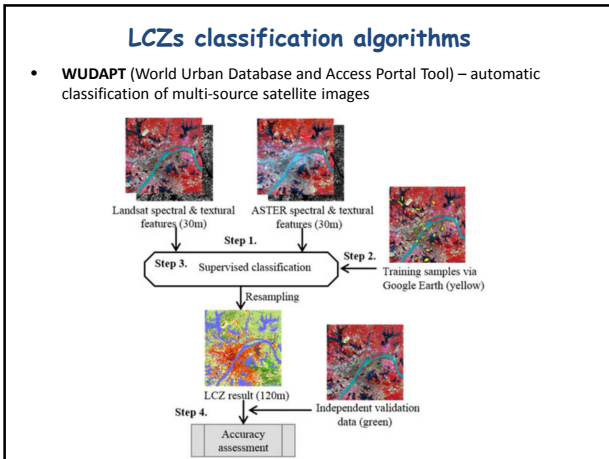 LCZs classification algorithms
• WUDAPT (World Urban Database and Access Portal Tool) – automatic
classification of multi-source satellite images
Landsat spectral & textural
features (30m)
ASTER spectral & textural
features (30m)
Step 1.
Step 2.
Step 3. Supervised classification
Training samples via
Google Earth (yellow)
Resampling
LCZ result (120m)
Independent validation
data (green)
Step 4.
Accuracy
assessment